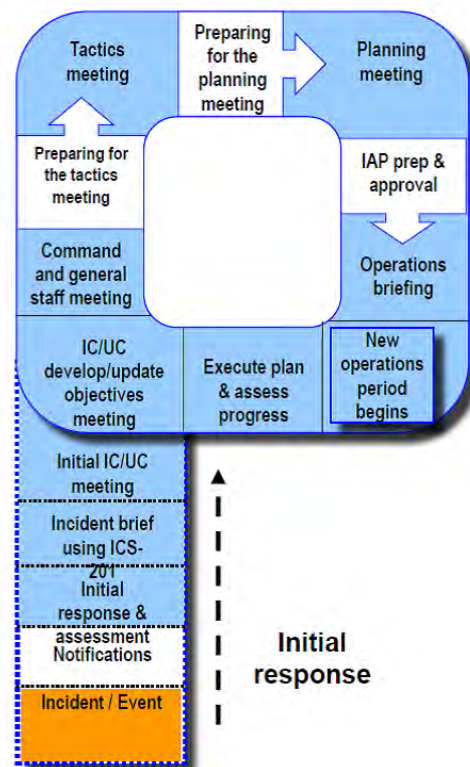 Tactics
meeting
Preparing
for the
planning
meeting
Planning
meeting
Preparing for
the tactics
meeting
IAP prep &
approval
Command
and general
staff meeting
Operations
briefing
IC/UC
develop/update
objectives
meeting
Execute plan
& assess
progress
New
operations
period
begins
Initial IC/UC
meeting
Incident brief
using ICS-
201
Initial
response &
assessment
Notifications
Incident / Event
Initial
response